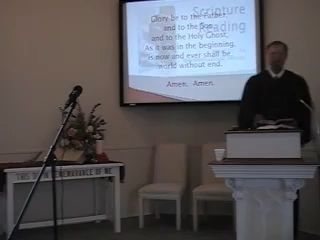 Scripture
Reading
Glory be to the Father
and to the Son
and to the Holy Ghost.
As it was in the beginning,
is now and ever shall be
world without end.
Amen. Amen.
THIS DO IN REMEMBRANCE OF ME